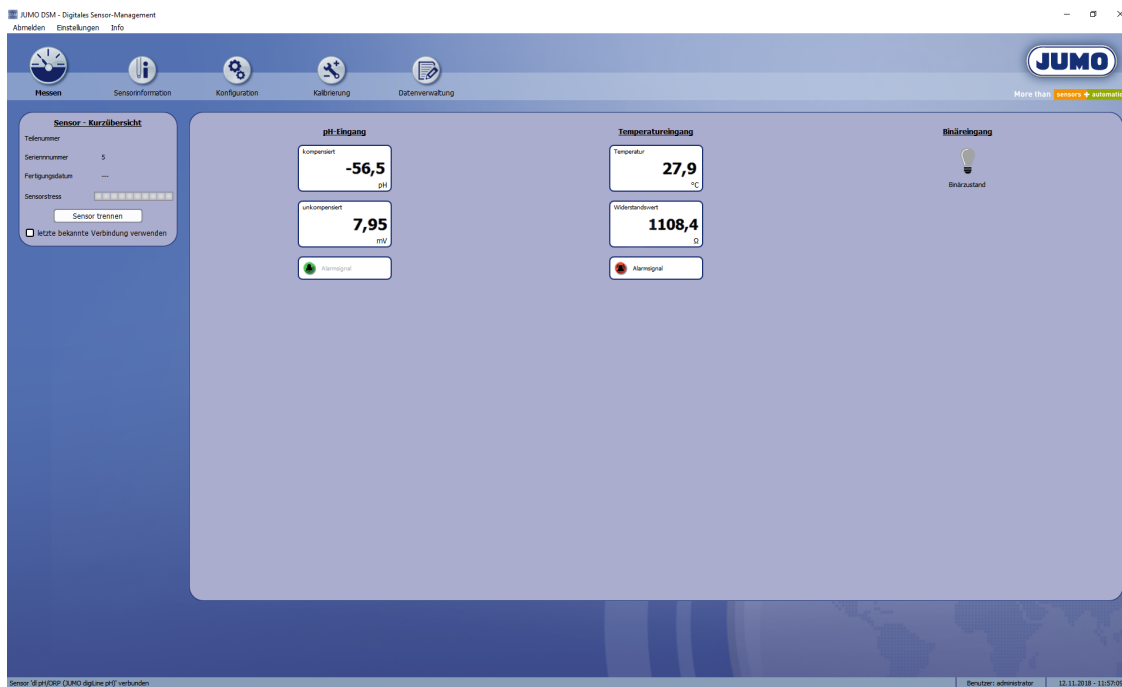 JUMO DSM - Digitales Sensor-Management
Abmelden Einstellungen Info
JUMO
Messen Sensorinformation Konfiguration Kalibrierung Datenverwaltung
More than sensors + automatio
Sensor - Kurzübersicht
Teilenummer
Seriennnummer 5
Fertigungsdatum ---
Sensorstress
Sensor trennen
letzte bekannte Verbindung verwenden
pH-Eingang
kompensiert
-56,5
pH
unkompensiert
7,95
mV
Alarmsignal
Temperatureingang
Temperatur
27,9
°C
Widerstandswert
1108,4
Ω
Alarmsignal
Binäreingang
Binärzustand
Sensor 'dl pH/ORP (JUMO digiLine pH)' verbunden
Benutzer: administrator 12.11.2018 - 11:57:09